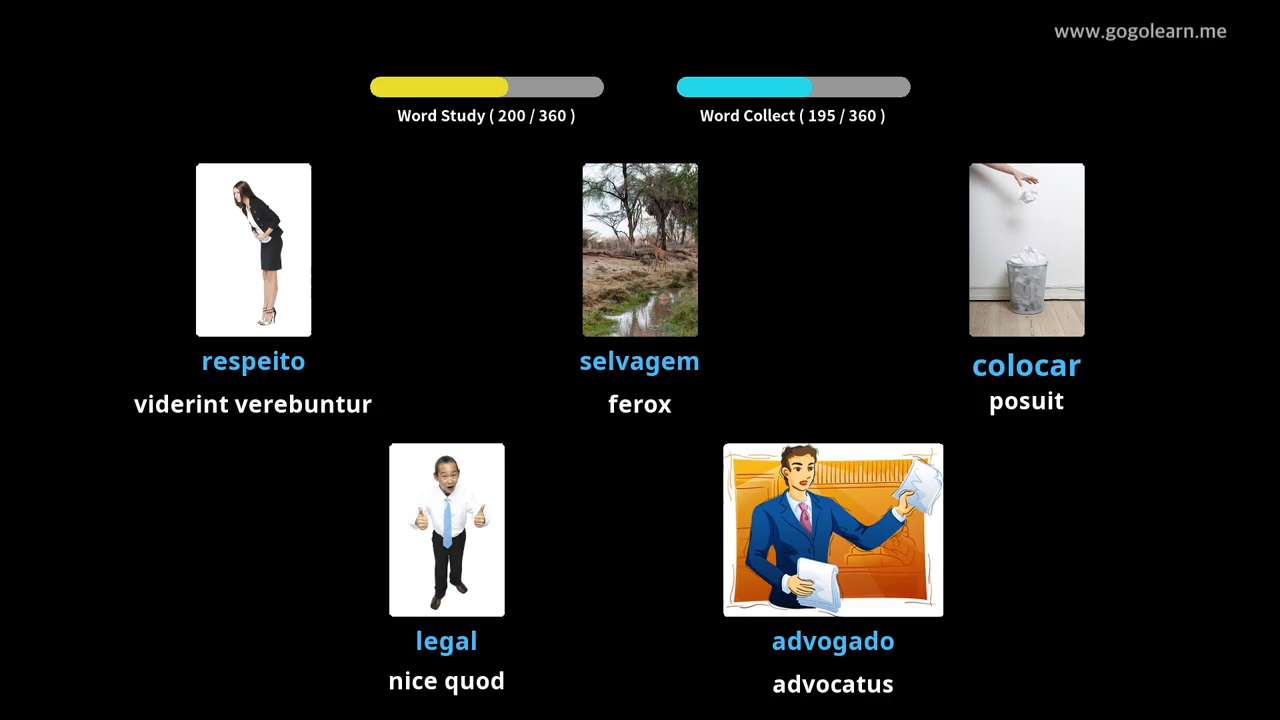 www.gogolearn.me
Word Study ( 200 / 360 )
Word Collect ( 195 / 360 )
respeito
selvagem
colocar
viderint verebuntur
ferox
posuit
legal
advogado
nice quod
advocatus